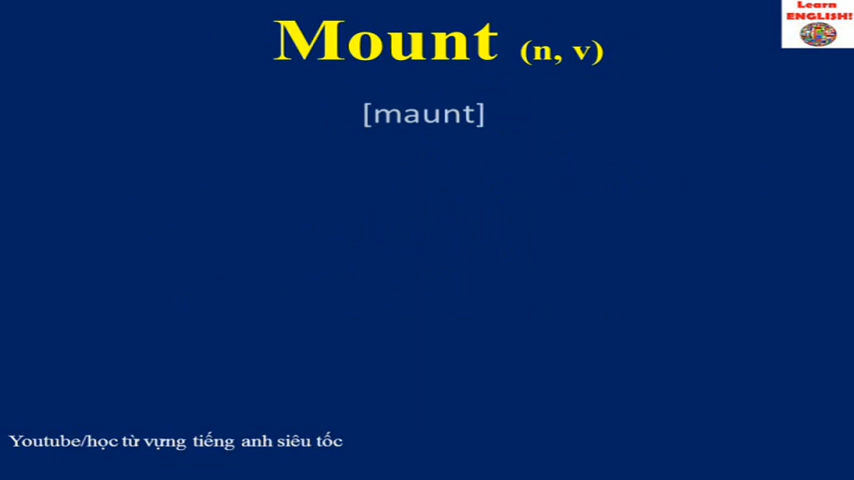 Learn
ENGLISH!
Mount (n, v)
[maunt]
Youtube/học từ vựng tiếng anh siêu tốc